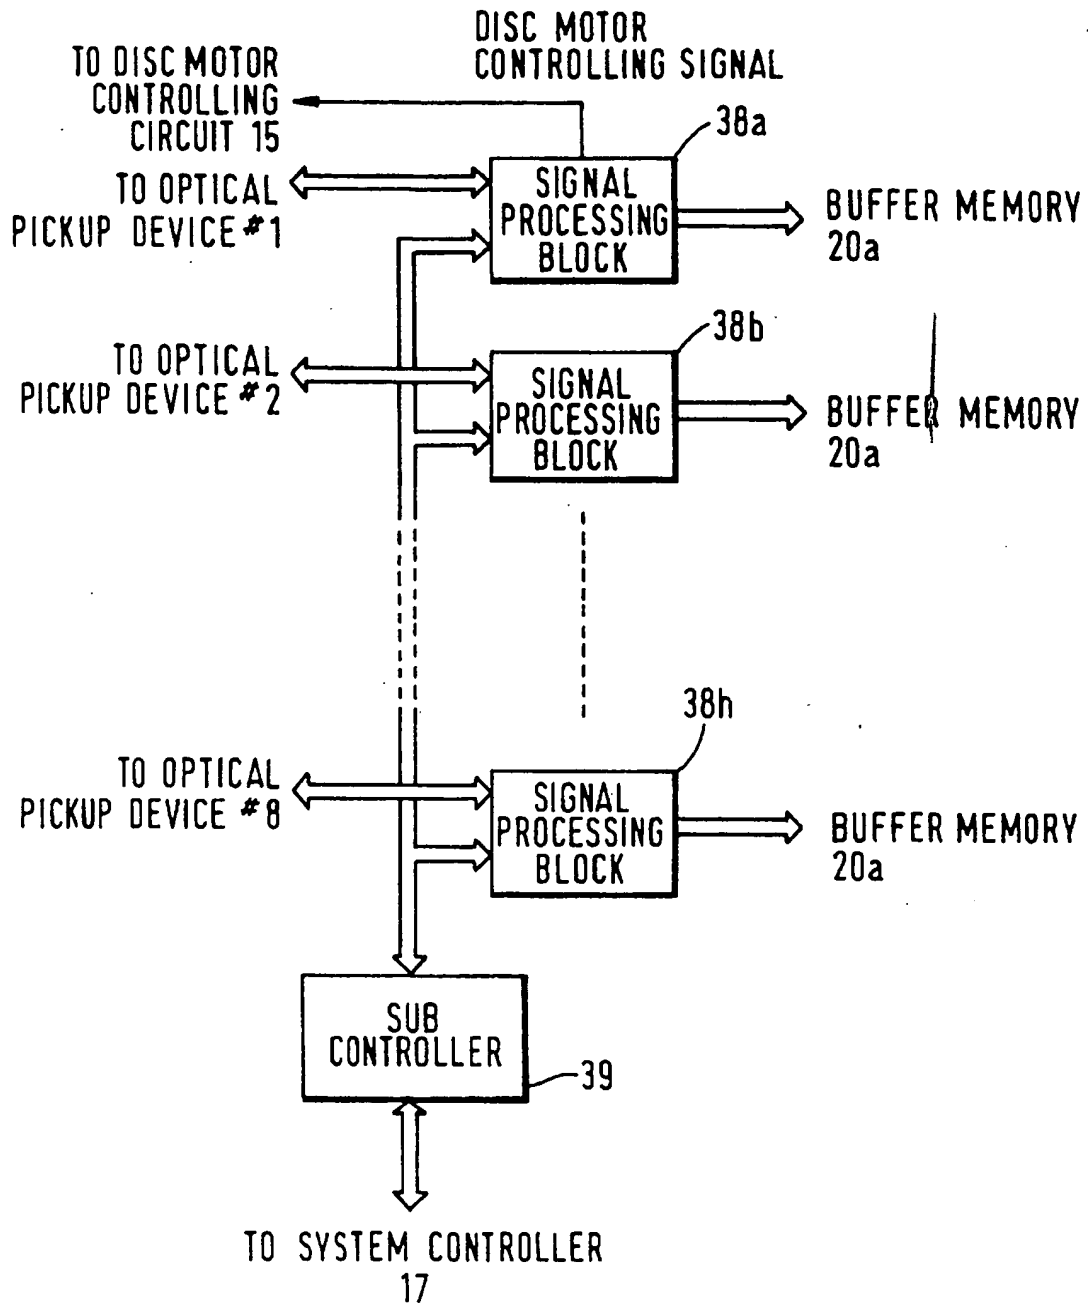 DISC MOTOR
CONTROLLING SIGNAL
TO DISC MOTOR
CONTROLLING
CIRCUIT 15
38a
TO OPTICAL
PICKUP DEVICE #1
SIGNAL
PROCESSING
BLOCK
BUFFER MEMORY
20a
38b
TO OPTICAL
PICKUP DEVICE #2
SIGNAL
PROCESSING
BLOCK
BUFFER MEMORY
20a
38h
TO OPTICAL
PICKUP DEVICE #8
SIGNAL
PROCESSING
BLOCK
BUFFER MEMORY
20a
SUB
CONTROLLER
39
TO SYSTEM CONTROLLER
17